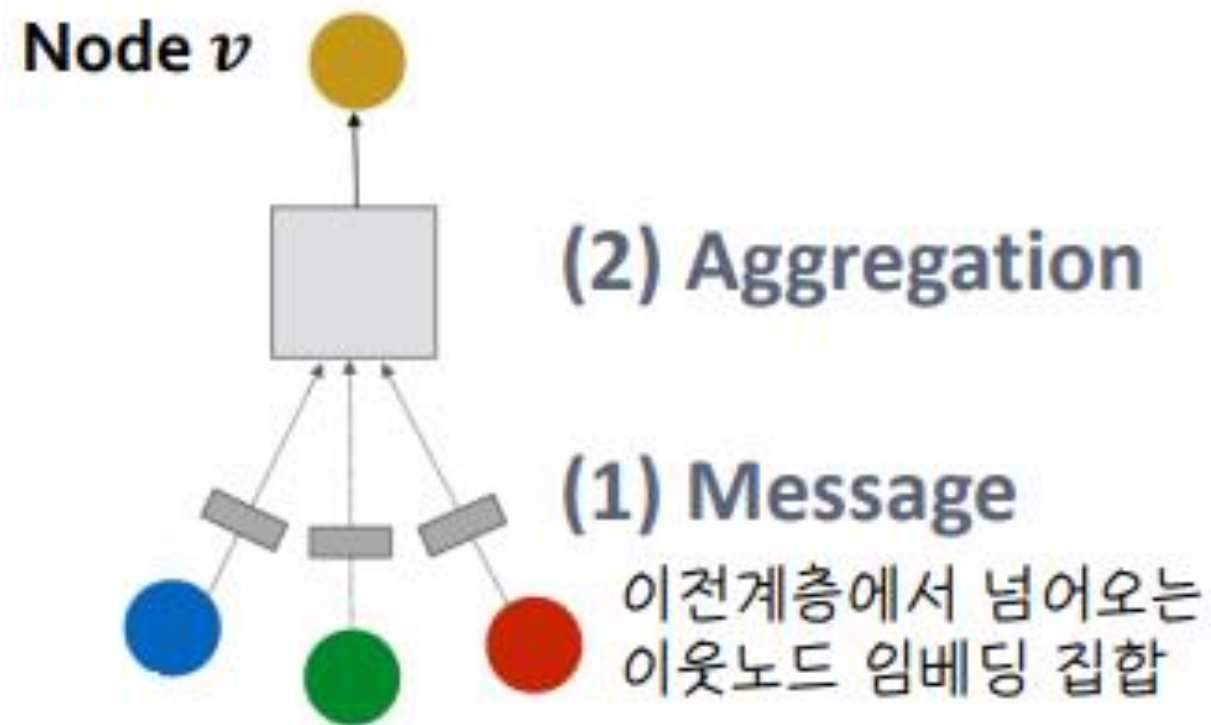 Node v
(2) Aggregation
(1) Message
이전계층에서 넘어오는
이웃노드 임베딩 집합